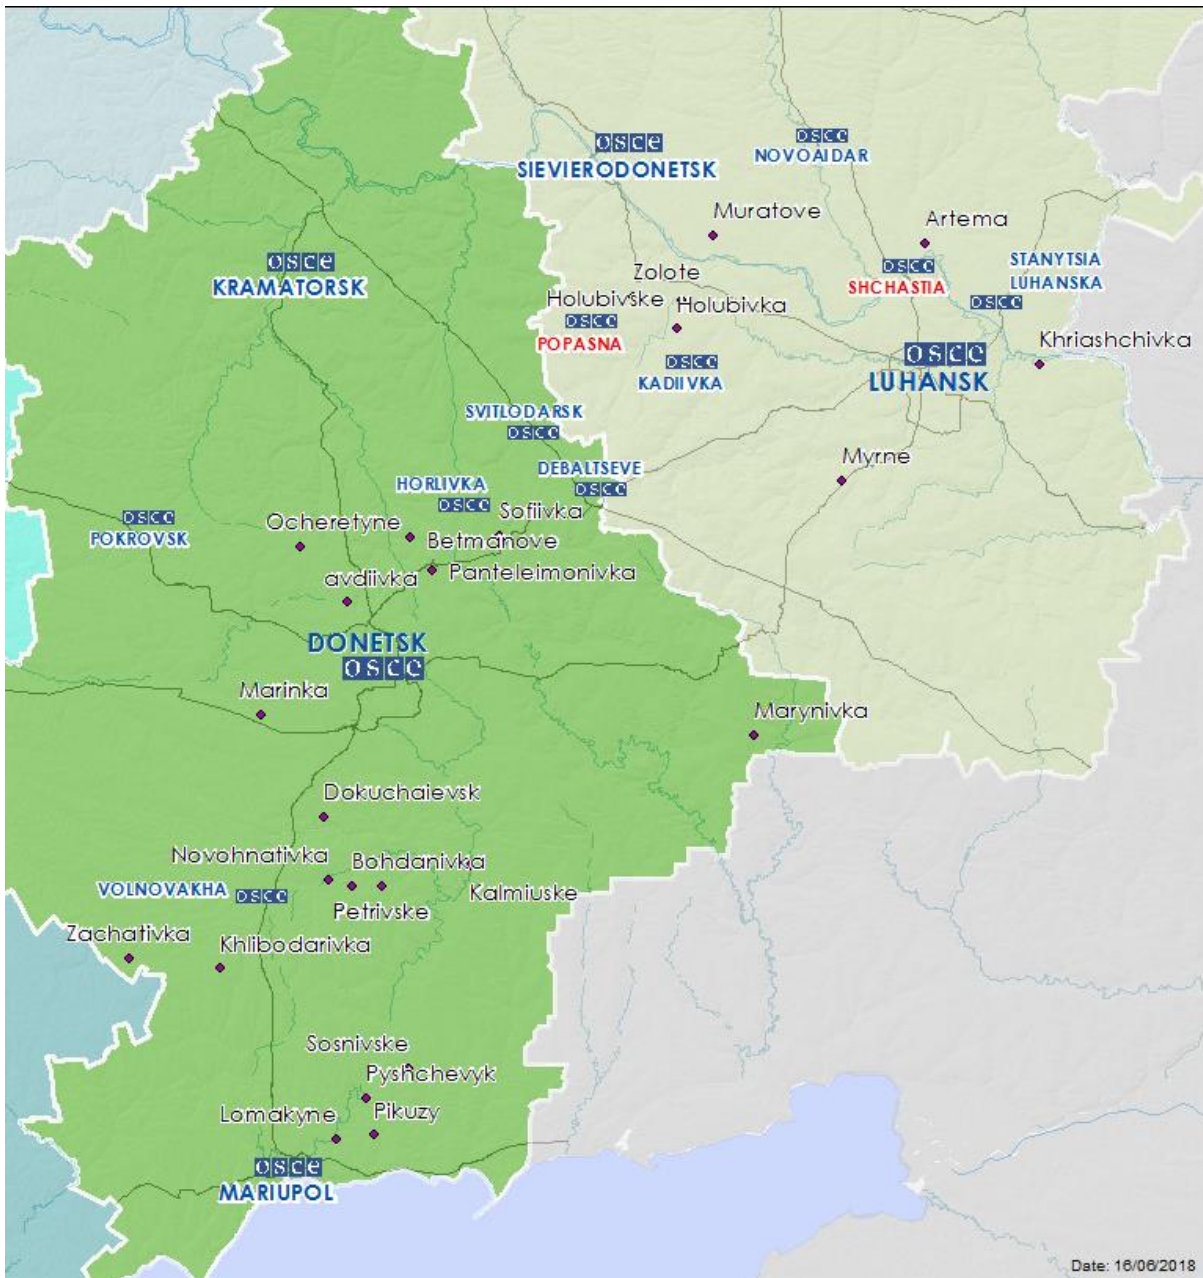 osce
SIEVIERODONETSK
osce
NOVOAIDAR
Muratove
Artema
osce
KRAMATORSK
osce
SHCHASTIA
STANYTSIA
LUHANSKA
osce
Zolote
Holubivske
Holubivka
osce
POPASNA
Khriashchivka
osce
LUHANSK
osce
KADIIVKA
SVITLODARSK
osce
Myrne
DEBALTSEVE
osce
HORLIVKA
osce
Sofiivka
osce
POKROVSK
Ocheretyne
Betmanove
Panteleimonivka
avdiivka
DONETSK
osce
Marinka
Marynivka
Dokuchaievsk
Novohnativka
Bohdanivka
VOLNOVAKHA
osce
Kalmiuske
Petrivske
Zachativka
Khlibodarivka
Sosnivske
Pyshchevyk
Lomakyne
Pikuzy
osce
MARIUPOL
Date: 16/06/2018